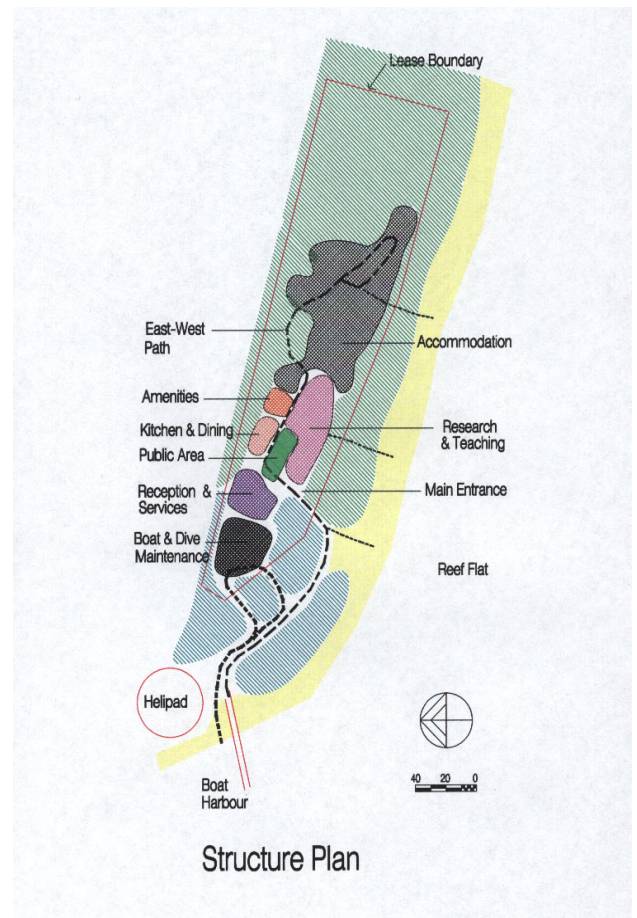 Lease Boundary
East-West
Path
Accommodation
Amenities
Kitchen & Dining
Public Area
Research
& Teaching
Reception &
Services
Main Entrance
Boat & Dive
Maintenance
Reef Flat
Helipad
Boat
Harbour
40 20 0
Structure Plan